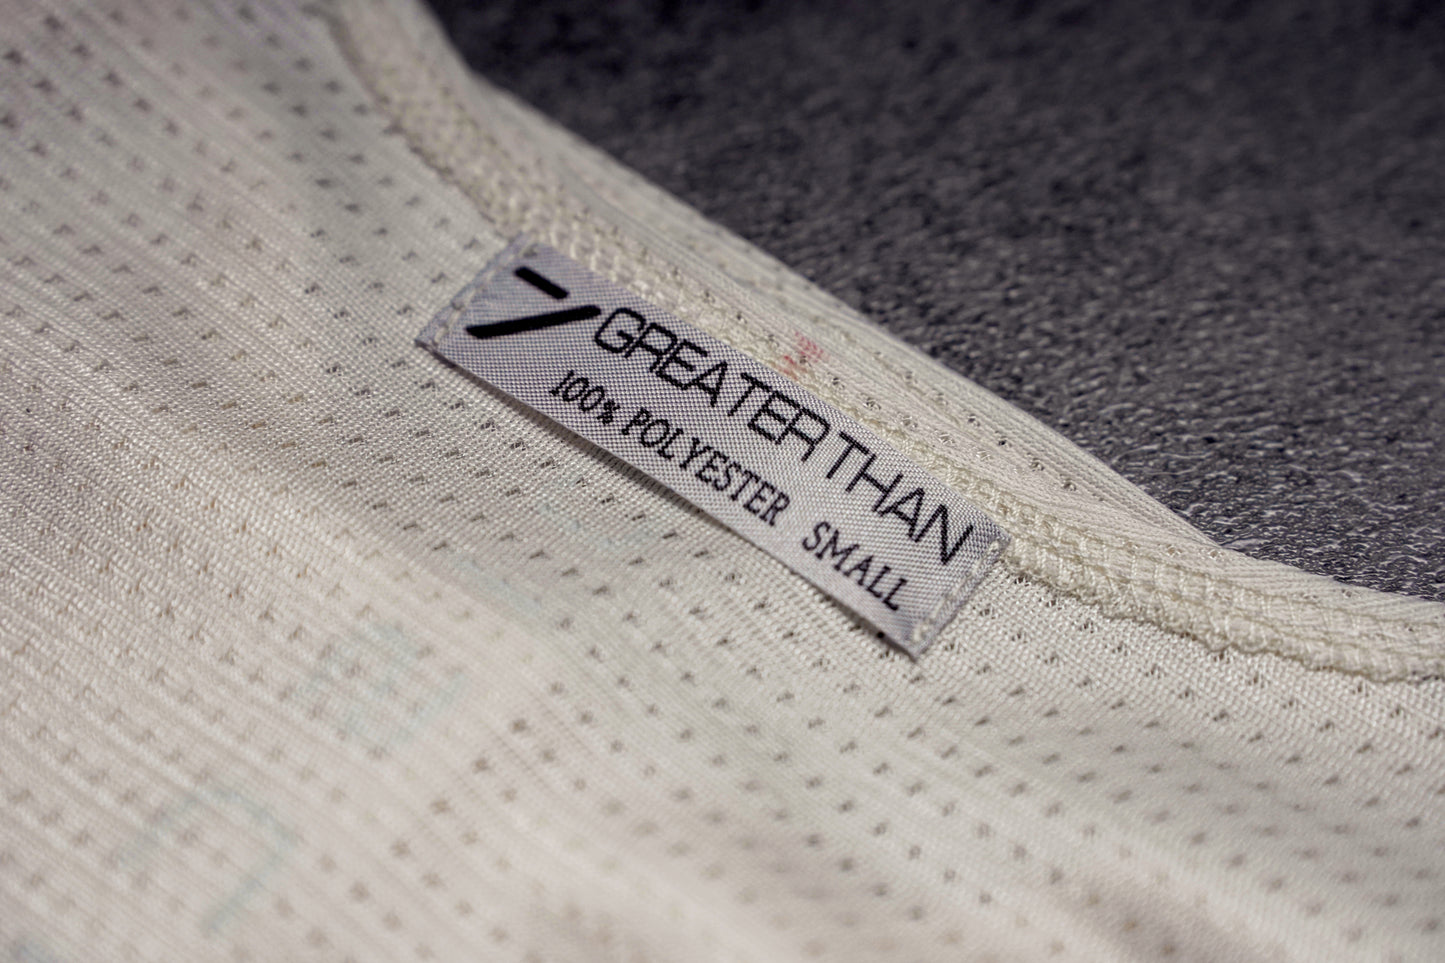 GREATER THAN
100% POLYESTER SMALL